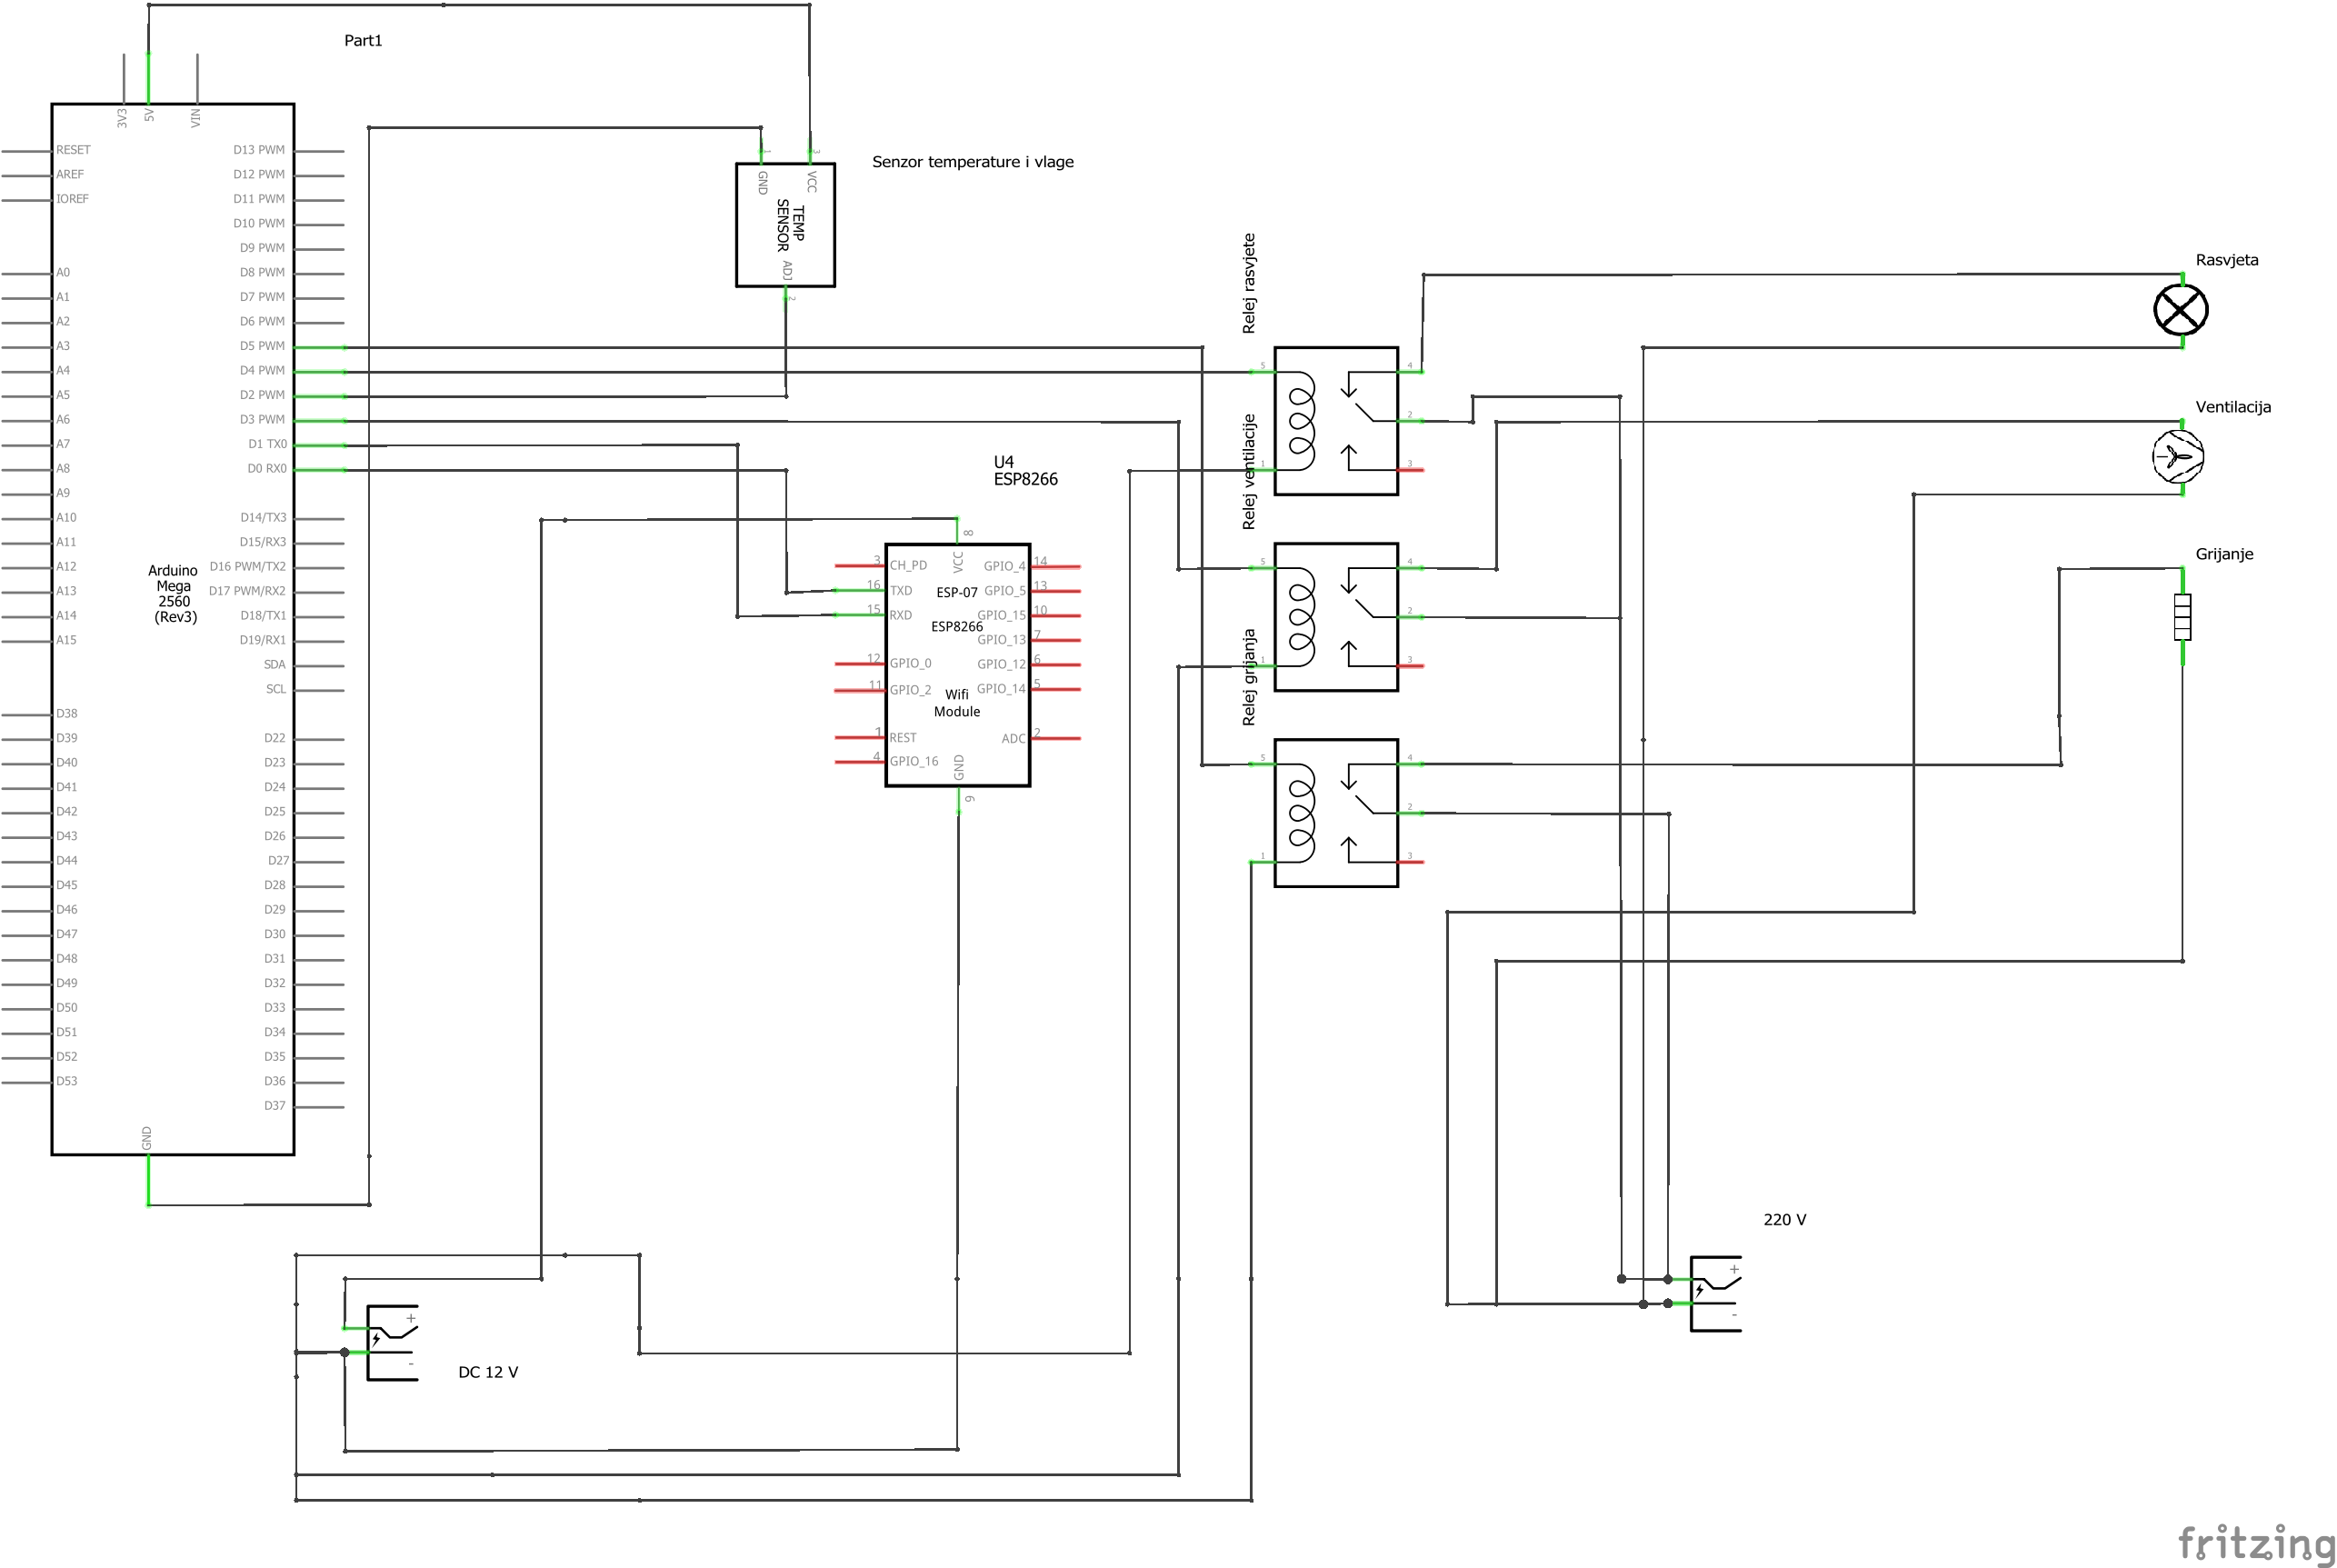 Part1
3V3
5V
VIN
RESET
AREF
IOREF
A0
A1
A2
A3
A4
A5
A6
A7
A8
A9
A10
A11
A12
A13
A14
A15
D38
D39
D40
D41
D42
D43
D44
D45
D46
D47
D48
D49
D50
D51
D52
D53
Arduino
Mega
2560
(Rev3)
D13 PWM
D12 PWM
D11 PWM
D10 PWM
D9 PWM
D8 PWM
D7 PWM
D6 PWM
D5 PWM
D4 PWM
D2 PWM
D3 PWM
D1 TX0
D0 RX0
D14/TX3
D15/RX3
D16 PWM/TX2
D17 PWM/RX2
D18/TX1
D19/RX1
SDA
SCL
D22
D23
D24
D25
D26
D27
D28
D29
D30
D31
D32
D33
D34
D35
D36
D37
GND
Senzor temperature i vlage
1
3
GND
VCC
TEMP
SENSOR
ADJ
2
U4
ESP8266
8
VCC
3 CH_PD
16 TXD
15 RXD
12 GPIO_0
11 GPIO_2
1 REST
4 GPIO_16
ESP-07
ESP8266
Wifi
Module
GPIO_4 14
GPIO_5 13
GPIO_15 10
GPIO_13 7
GPIO_12 6
GPIO_14 5
ADC 2
GND
9
Relej rasvjete
5
4
2
1
3
Relej ventilacije
5
4
2
1
3
Relej grijanja
5
4
2
1
3
Rasvjeta
Ventilacija
Grijanje
220 V
+
-
+
-
DC 12 V
fritzing